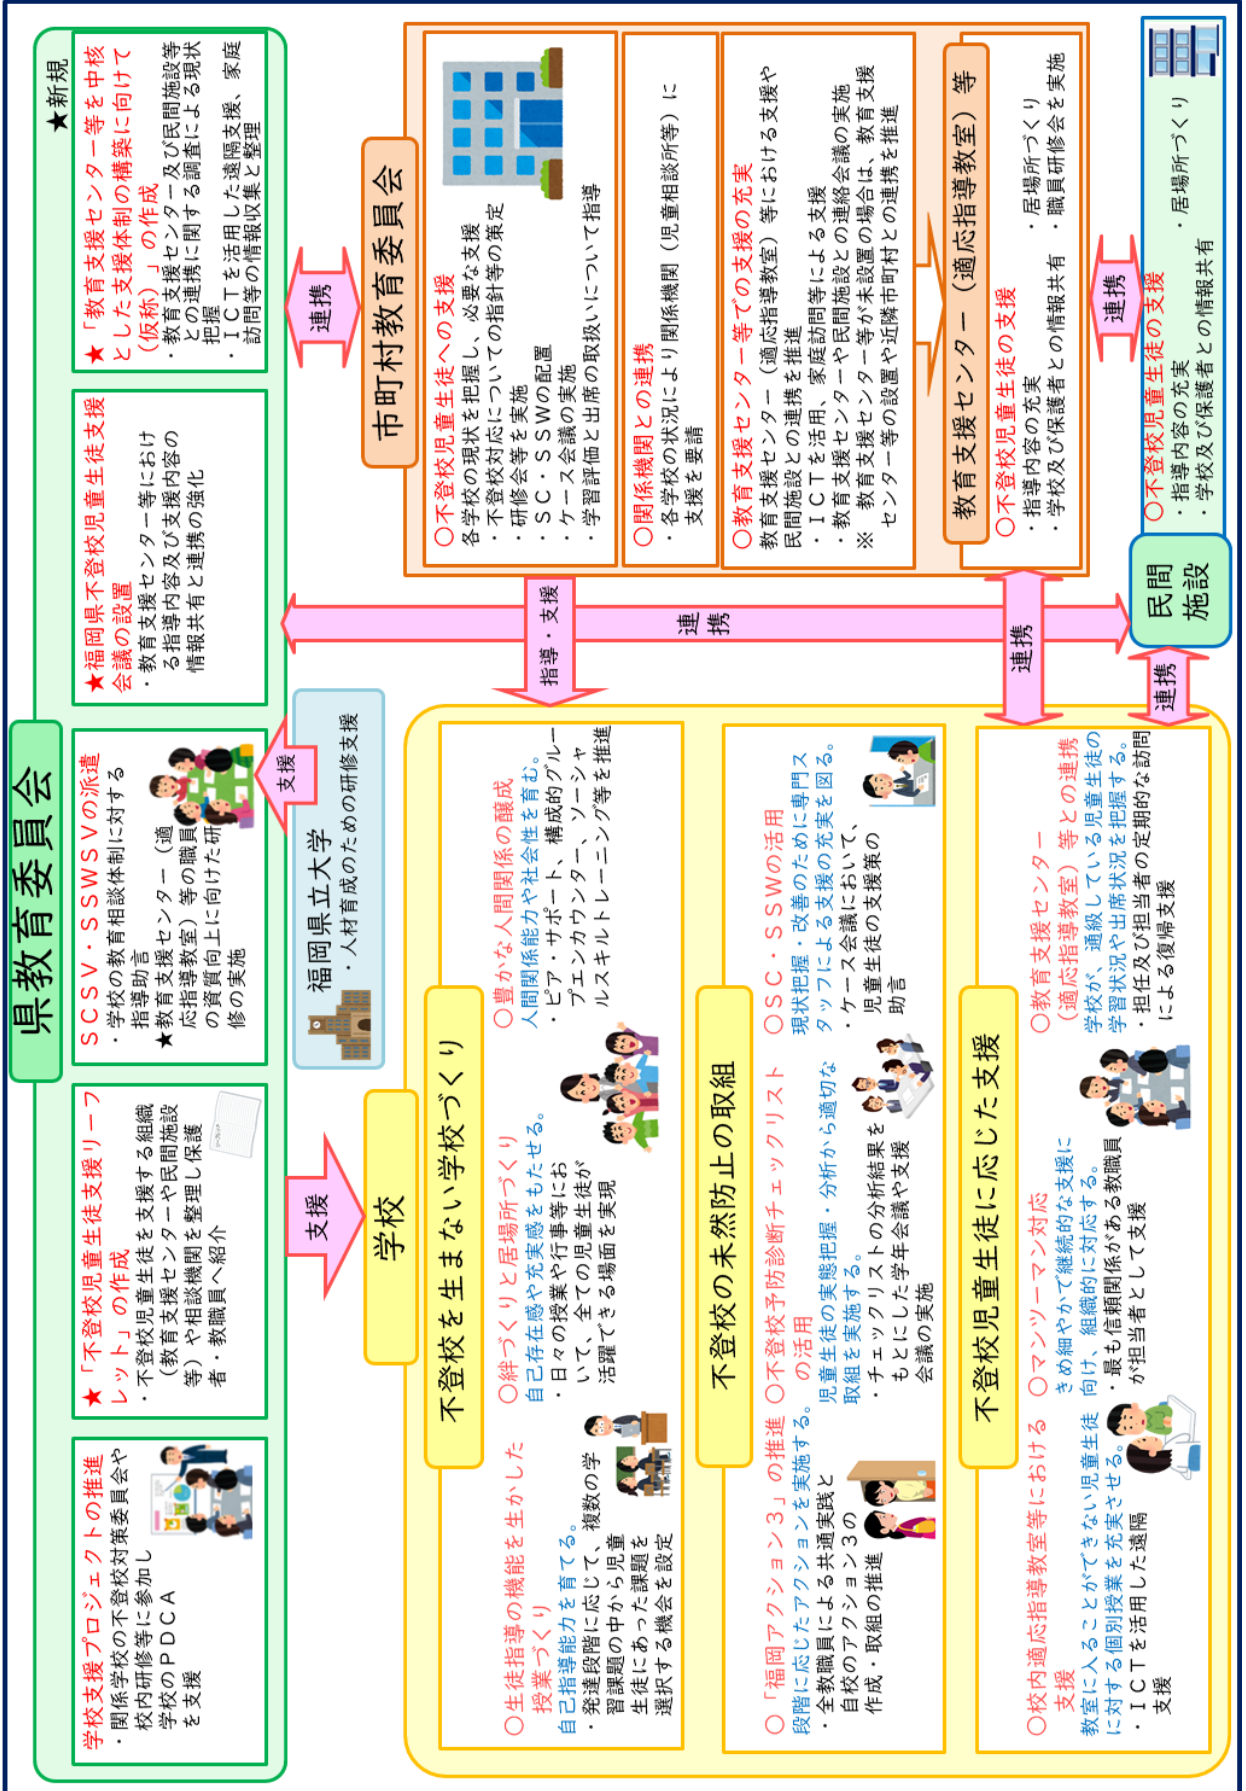 県教育委員会
★新規
学校支援プロジェクトの推進
・関係学校の不登校対策委員会や
校内研修等に参加し
学校のＰＤＣＡ
を支援
★「不登校児童生徒支援リーフ
レット」の作成
・不登校児童生徒を支援する組織
（教育支援センターや民間施設
等）や相談機関を整理し保護
者・教職員へ紹介
ＳＣＳＶ・ＳＳＷＳＶの派遣
・学校の教育相談体制に対する
指導助言
★教育支援センター（適
応指導教室）等の職員
の資質向上に向けた研
修の実施
★福岡県不登校児童生徒支援
会議の設置
・教育支援センター等におけ
る指導内容及び支援内容の
情報共有と連携の強化
★「教育支援センター等を中核
とした支援体制の構築に向けて
（仮称）」の作成
・教育支援センター及び民間施設等
との連携に関する調査による現状
把握
・ＩＣＴを活用した遠隔支援、家庭
訪問等の情報収集と整理
支援
支援
連携
福岡県立大学
・人材育成のための研修支援
学校
不登校を生まない学校づくり
〇生徒指導の機能を生かした
授業づくり
自己指導能力を育てる。
・発達段階に応じて、複数の学
習課題の中から児童
生徒にあった課題を
選択する機会を設定
〇絆づくりと居場所づくり
自己存在感や充実感をもたせる。
・日々の授業や行事等にお
いて、全ての児童生徒が
活躍できる場面を実現
〇豊かな人間関係の醸成
人間関係能力や社会性を育む。
・ピア・サポート、構成的グルー
プエンカウンター、ソーシャ
ルスキルトレーニング等を推進
不登校の未然防止の取組
〇「福岡アクション３」の推進
段階に応じたアクションを実施する。
・全教職員による共通実践と
自校のアクション３の
作成・取組の推進
〇不登校予防診断チェックリスト
の活用
児童生徒の実態把握・分析から適切な
取組を実施する。
・チェックリストの分析結果を
もとにした学年会議や支援
会議の実施
〇ＳＣ・ＳＳＷの活用
現状把握・改善のために専門ス
タッフによる支援の充実を図る。
・ケース会議において、
児童生徒の支援策の
助言
不登校児童生徒に応じた支援
〇校内適応指導教室等における
支援
教室に入ることができない児童生徒
に対する個別授業を充実させる。
・ＩＣＴを活用した遠隔
支援
〇マンツーマン対応
きめ細やかで継続的な支援に
向け、組織的に対応する。
・最も信頼関係がある教職員
が担当者として支援
〇教育支援センター
（適応指導教室）等との連携
学校が、通級している児童生徒の
学習状況や出席状況を把握する。
・担任及び担当者の定期的な訪問
による復帰支援
指導・支援
連携
連携
連携
市町村教育委員会
〇不登校児童生徒への支援
各学校の現状を把握し、必要な支援
・不登校対応についての指針等の策定
・研修会等を実施
・ＳＣ・ＳＳＷの配置
・ケース会議の実施
・学習評価と出席の取扱いについて指導
〇関係機関との連携
・各学校の状況により関係機関（児童相談所等）に
支援を要請
〇教育支援センター等での支援の充実
教育支援センター（適応指導教室）等における支援や
民間施設との連携を推進
・ＩＣＴを活用、家庭訪問等による支援
・教育支援センターや民間施設との連絡会議の実施
※　教育支援センター等が未設置の場合は、教育支援
センター等の設置や近隣市町村との連携を推進
教育支援センター（適応指導教室）等
〇不登校児童生徒の支援
・指導内容の充実　・居場所づくり
・学校及び保護者との情報共有　・職員研修会を実施
連携
民間
施設
〇不登校児童生徒の支援
・指導内容の充実　・居場所づくり
・学校及び保護者との情報共有